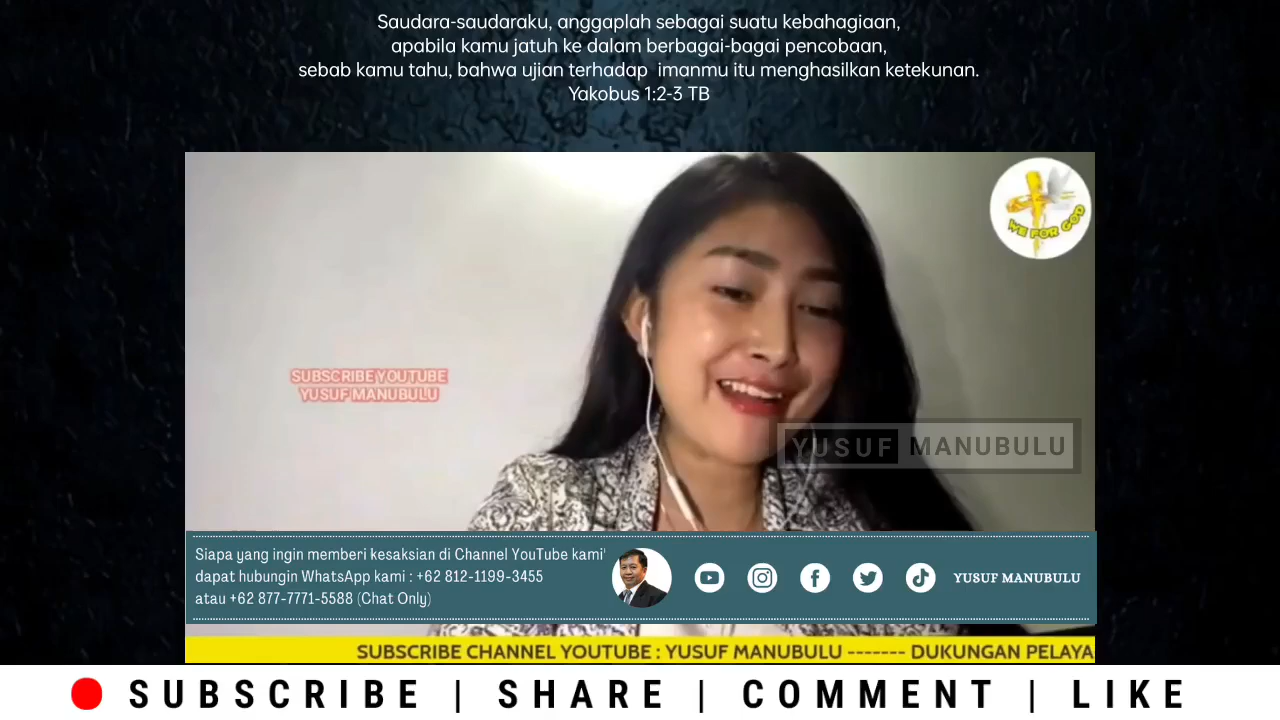 Saudara-saudaraku, anggaplah sebagai suatu kebahagiaan,
apabila kamu jatuh ke dalam berbagai-bagai pencobaan,
sebab kamu tahu, bahwa ujian terhadap imanmu itu menghasilkan ketekunan.
Yakobus 1:2-3 TB
WE FOR GOD
SUBSCRIBE YOUTUBE
YUSUF MANUBULU
YUSUF MANUBULU
Siapa yang ingin memberi kesaksian di Channel YouTube kami'
dapat hubungin WhatsApp kami : +62 812-1199-3455
atau +62 877-7771-5588 (Chat Only)
YUSUF MANUBULU
SUBSCRIBE CHANNEL YOUTUBE : YUSUF MANUBULU ------- DUKUNGAN PELAYA
SUBSCRIBE | SHARE | COMMENT | LIKE